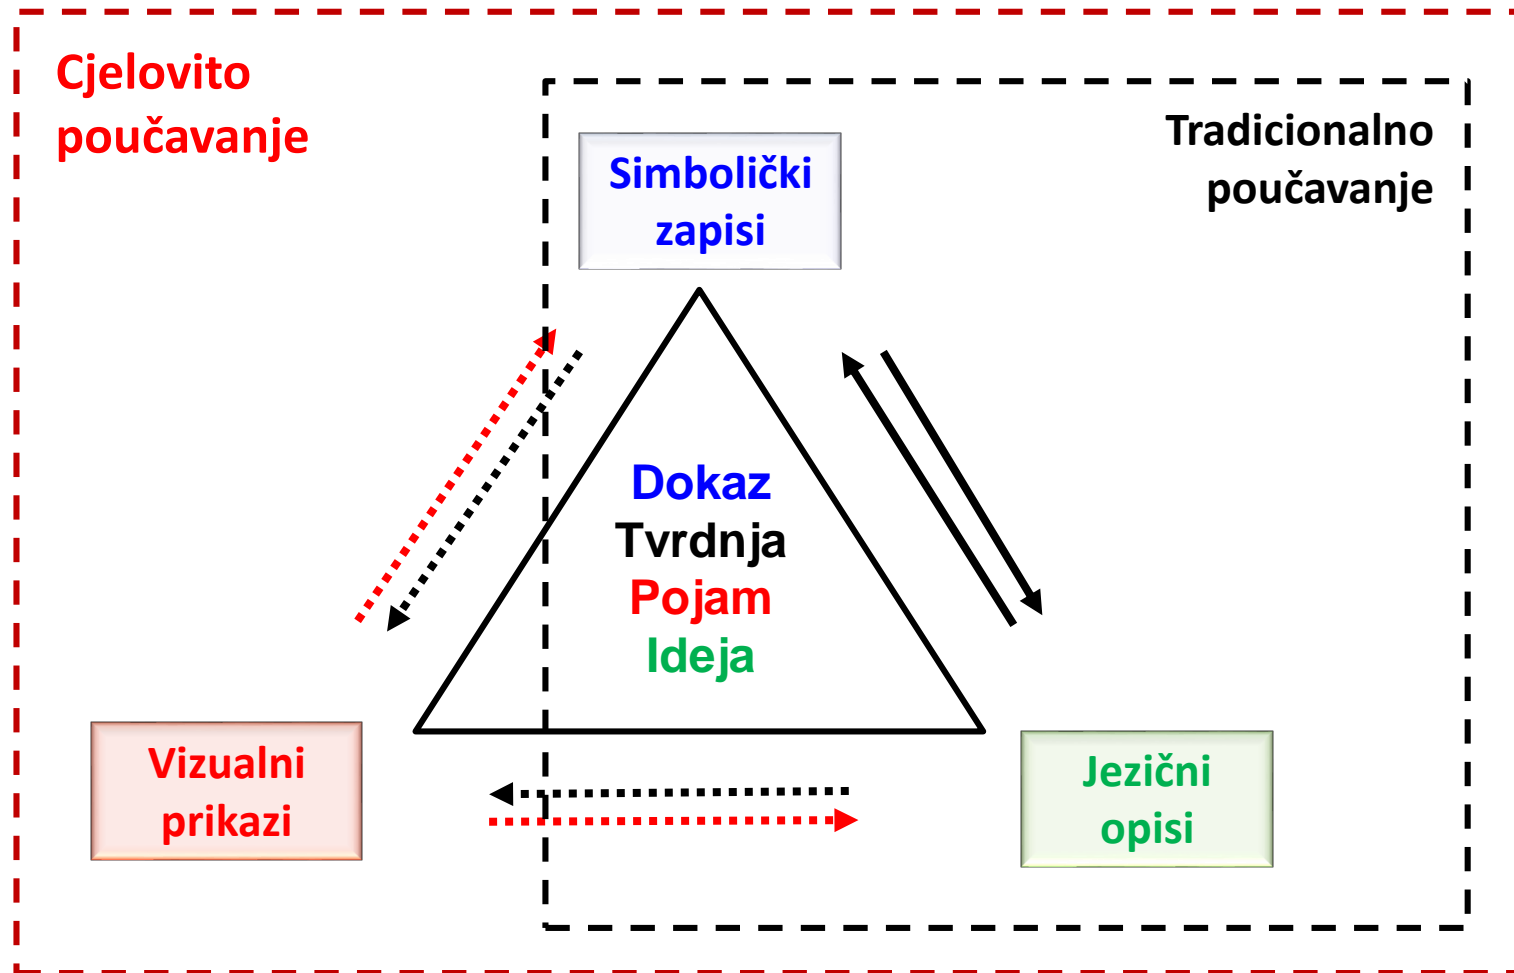 Cjelovito
poučavanje
Tradicionalno
poučavanje
Simbolički
zapisi
Dokaz
Tvrdnja
Pojam
Ideja
Vizualni
prikazi
Jezični
opisi